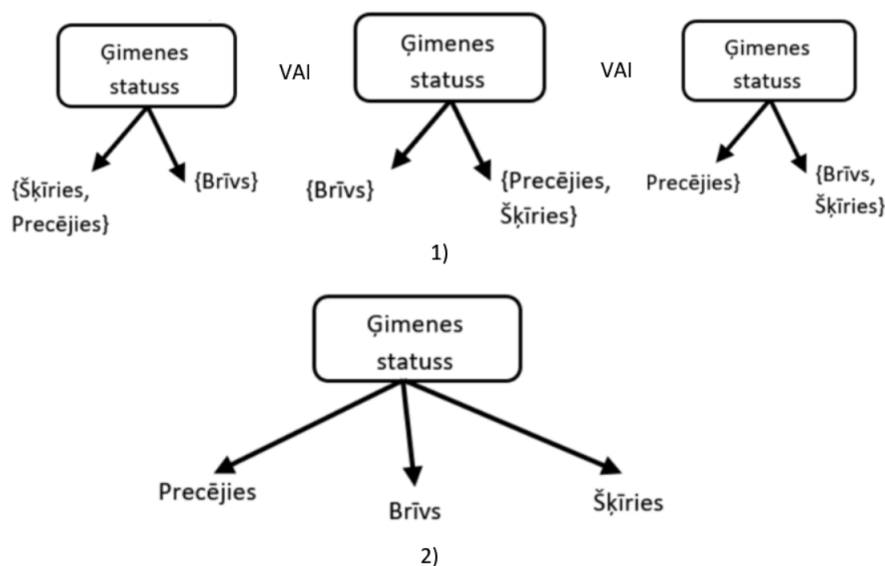 Ģimenes
statuss
{Šķīries,
Precējies}
{Brīvs}
VAI
Ģimenes
statuss
{Brīvs}
{Precējies,
Šķīries}
VAI
Ģimenes
statuss
Precējies}
{Brīvs,
Šķīries}
1)
Ģimenes
statuss
Precējies
Brīvs
Šķīries
2)